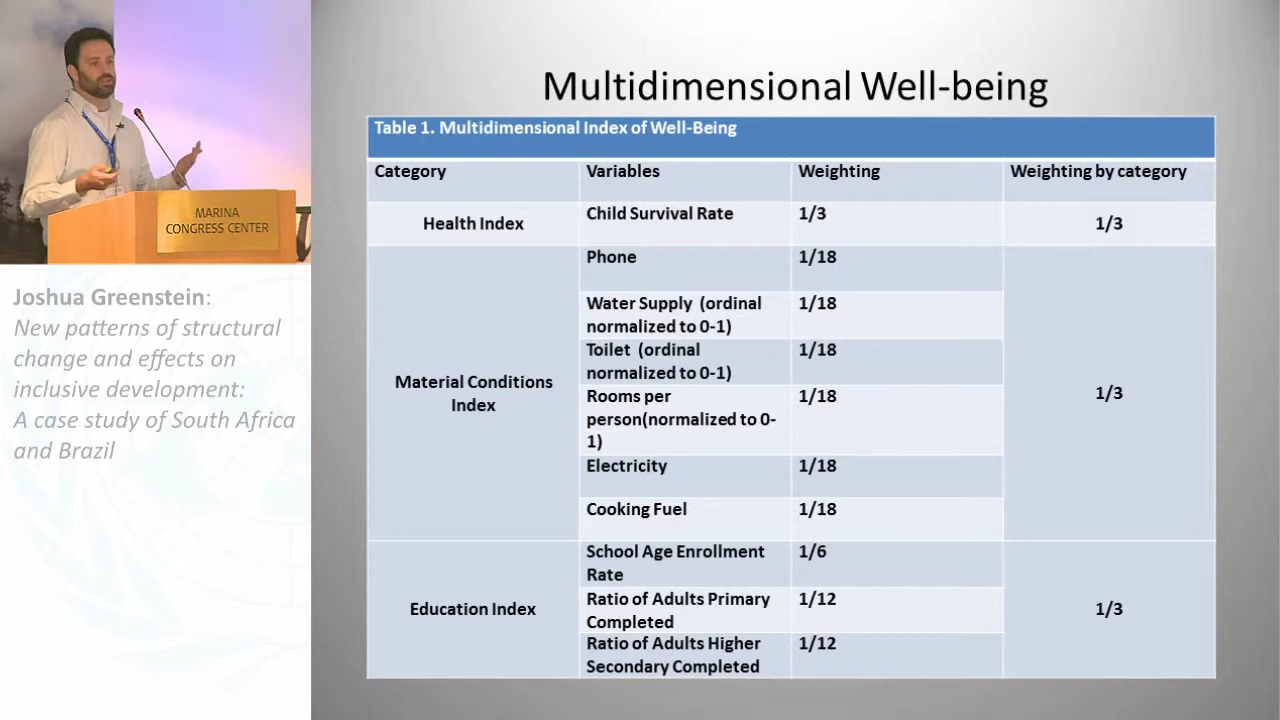 MARINA
CONGRESS CENTER
Joshua Greenstein:
New patterns of structural
change and effects on
inclusive development:
A case study of South Africa
and Brazil
Multidimensional Well-being
Table 1. Multidimensional Index of Well-Being
Category Variables Weighting Weighting by category
Health Index Child Survival Rate 1/3 1/3
Material Conditions
Index
Phone 1/18
Water Supply (ordinal
normalized to 0-1) 1/18
Toilet (ordinal
normalized to 0-1) 1/18
Rooms per
person(normalized to 0-
1) 1/18
Electricity 1/18
Cooking Fuel 1/18
1/3
Education Index
School Age Enrollment
Rate 1/6
Ratio of Adults Primary
Completed 1/12
Ratio of Adults Higher
Secondary Completed 1/12
1/3